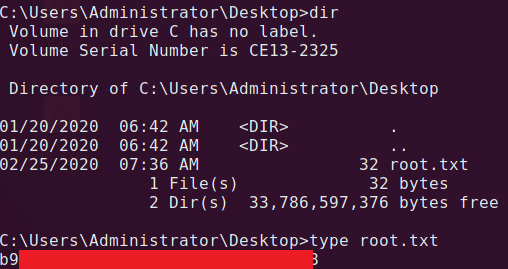 C:\Users\Administrator\Desktop>dir
 Volume in drive C has no label.
 Volume Serial Number is CE13-2325

 Directory of C:\Users\Administrator\Desktop

01/20/2020  06:42 AM    <DIR>          .
01/20/2020  06:42 AM    <DIR>          ..
02/25/2020  07:36 AM                32 root.txt
               1 File(s)             32 bytes
               2 Dir(s)  33,786,597,376 bytes free

C:\Users\Administrator\Desktop>type root.txt
b9